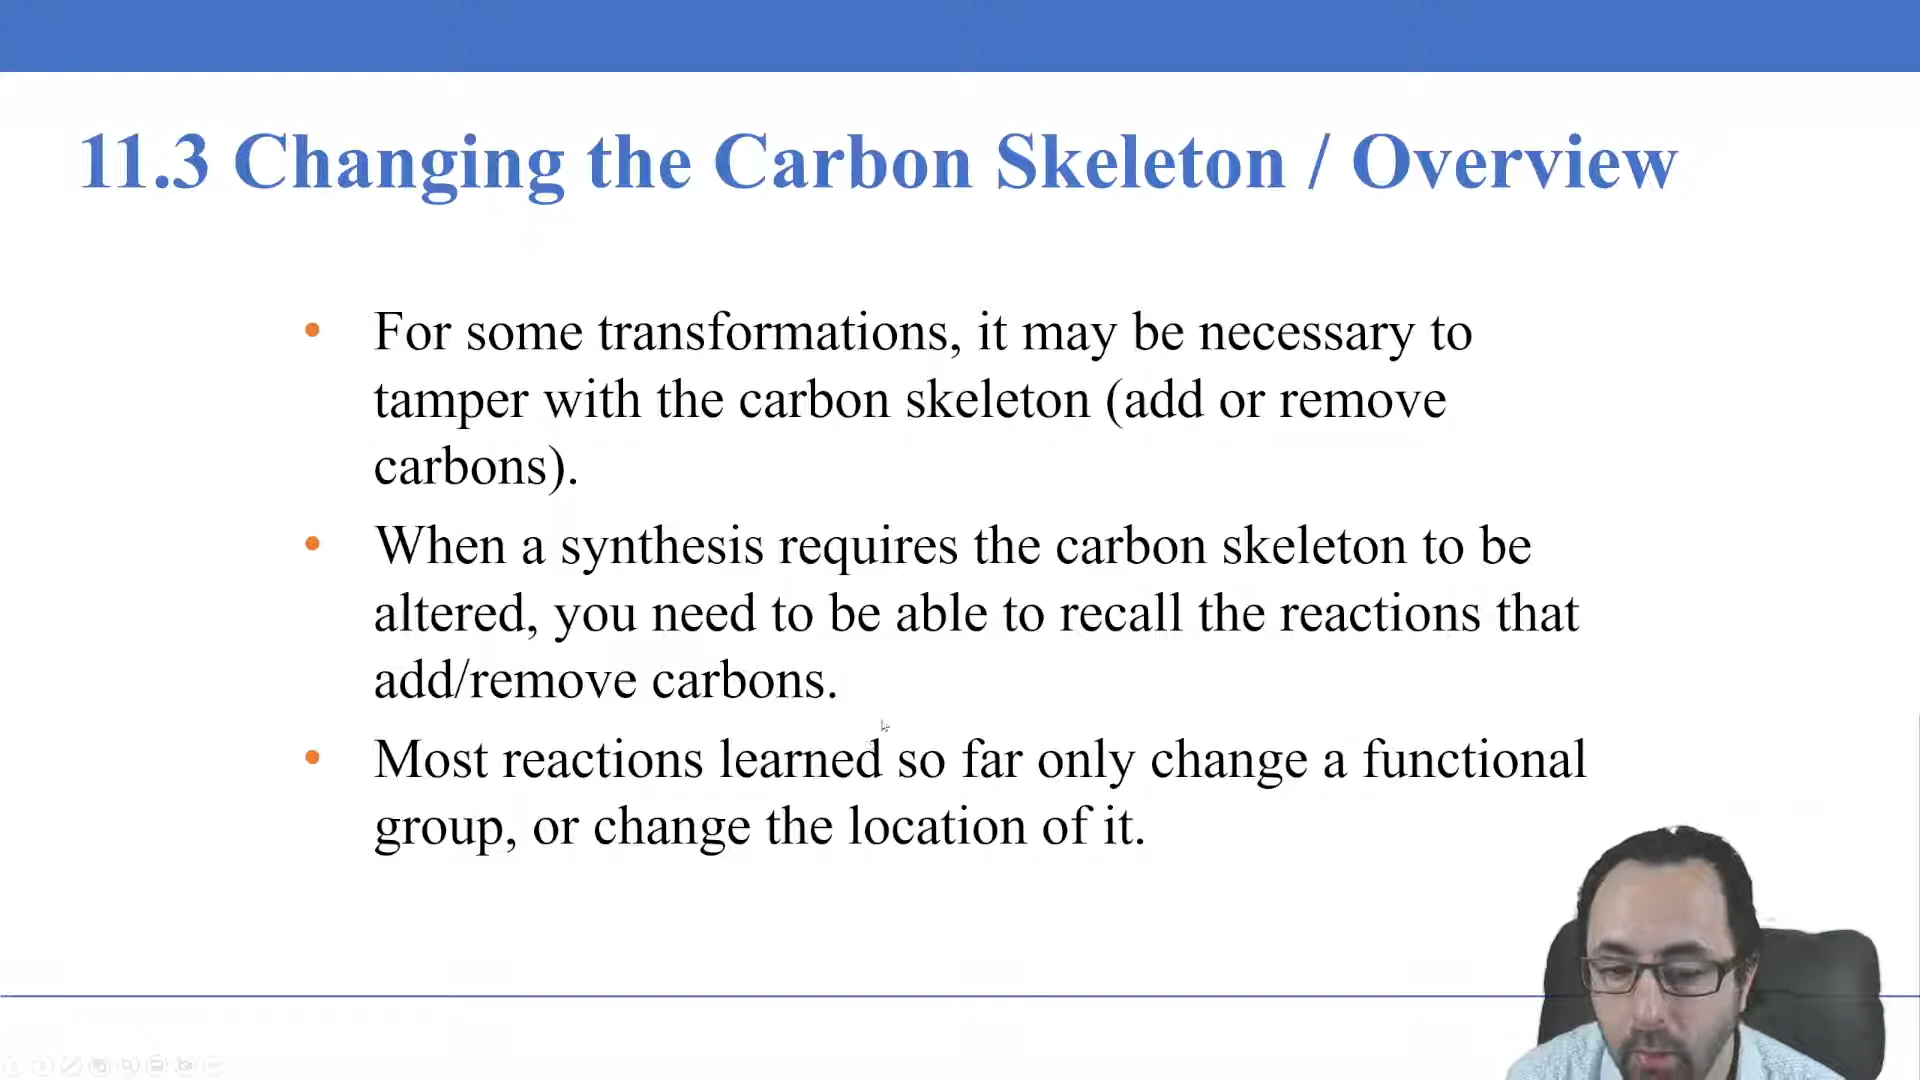 11.3 Changing the Carbon Skeleton / Overview
• For some transformations, it may be necessary to
tamper with the carbon skeleton (add or remove
carbons).
• When a synthesis requires the carbon skeleton to be
altered, you need to be able to recall the reactions that
add/remove carbons.
• Most reactions learned so far only change a functional
group, or change the location of it.